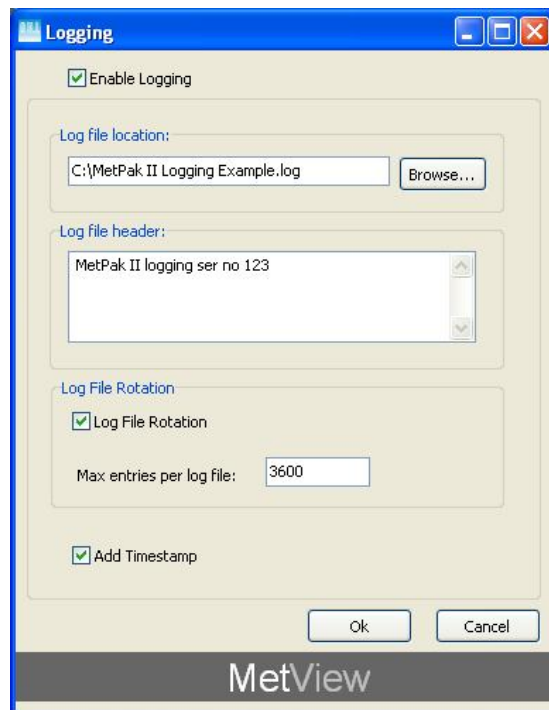 Logging
Enable Logging
Log file location:
C:\MetPak II Logging Example.log
Browse...
Log file header:
MetPak II logging ser no 123
Log File Rotation
Log File Rotation
Max entries per log file: 3600
Add Timestamp
Ok Cancel
MetView